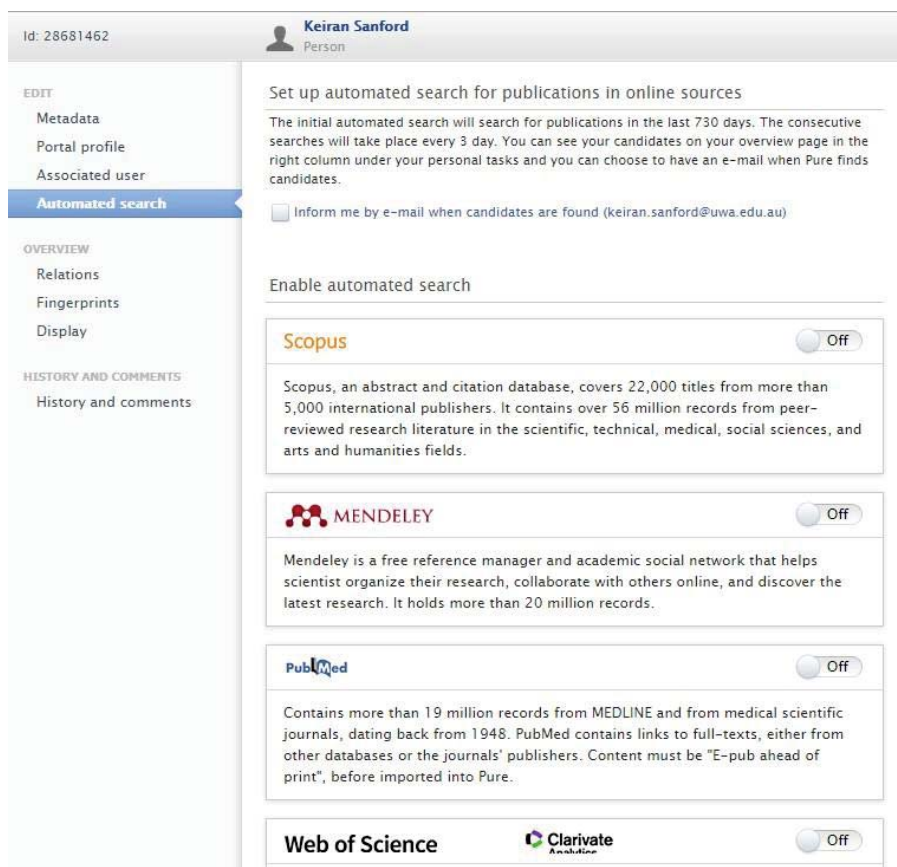 Id: 28681462
Keiran Sanford
Person
EDIT
Metadata
Portal profile
Associated user
Automated search
OVERVIEW
Relations
Fingerprints
Display
HISTORY AND COMMENTS
History and comments
Set up automated search for publications in online sources
The initial automated search will search for publications in the last 730 days. The consecutive
searches will take place every 3 day. You can see your candidates on your overview page in the
right column under your personal tasks and you can choose to have an e-mail when Pure finds
candidates.
Inform me by e-mail when candidates are found (keiran.sanford@uwa.edu.au)
Enable automated search
Scopus
Off
Scopus, an abstract and citation database, covers 22,000 titles from more than
5,000 international publishers. It contains over 56 million records from peer-
reviewed research literature in the scientific, technical, medical, social sciences, and
arts and humanities fields.
MENDELEY
Off
Mendeley is a free reference manager and academic social network that helps
scientist organize their research, collaborate with others online, and discover the
latest research. It holds more than 20 million records.
PubMed
Off
Contains more than 19 million records from MEDLINE and from medical scientific
journals, dating back from 1948. PubMed contains links to full-texts, either from
other databases or the journals' publishers. Content must be "E-pub ahead of
print", before imported into Pure.
Web of Science
Clarivate
Analytics
Off